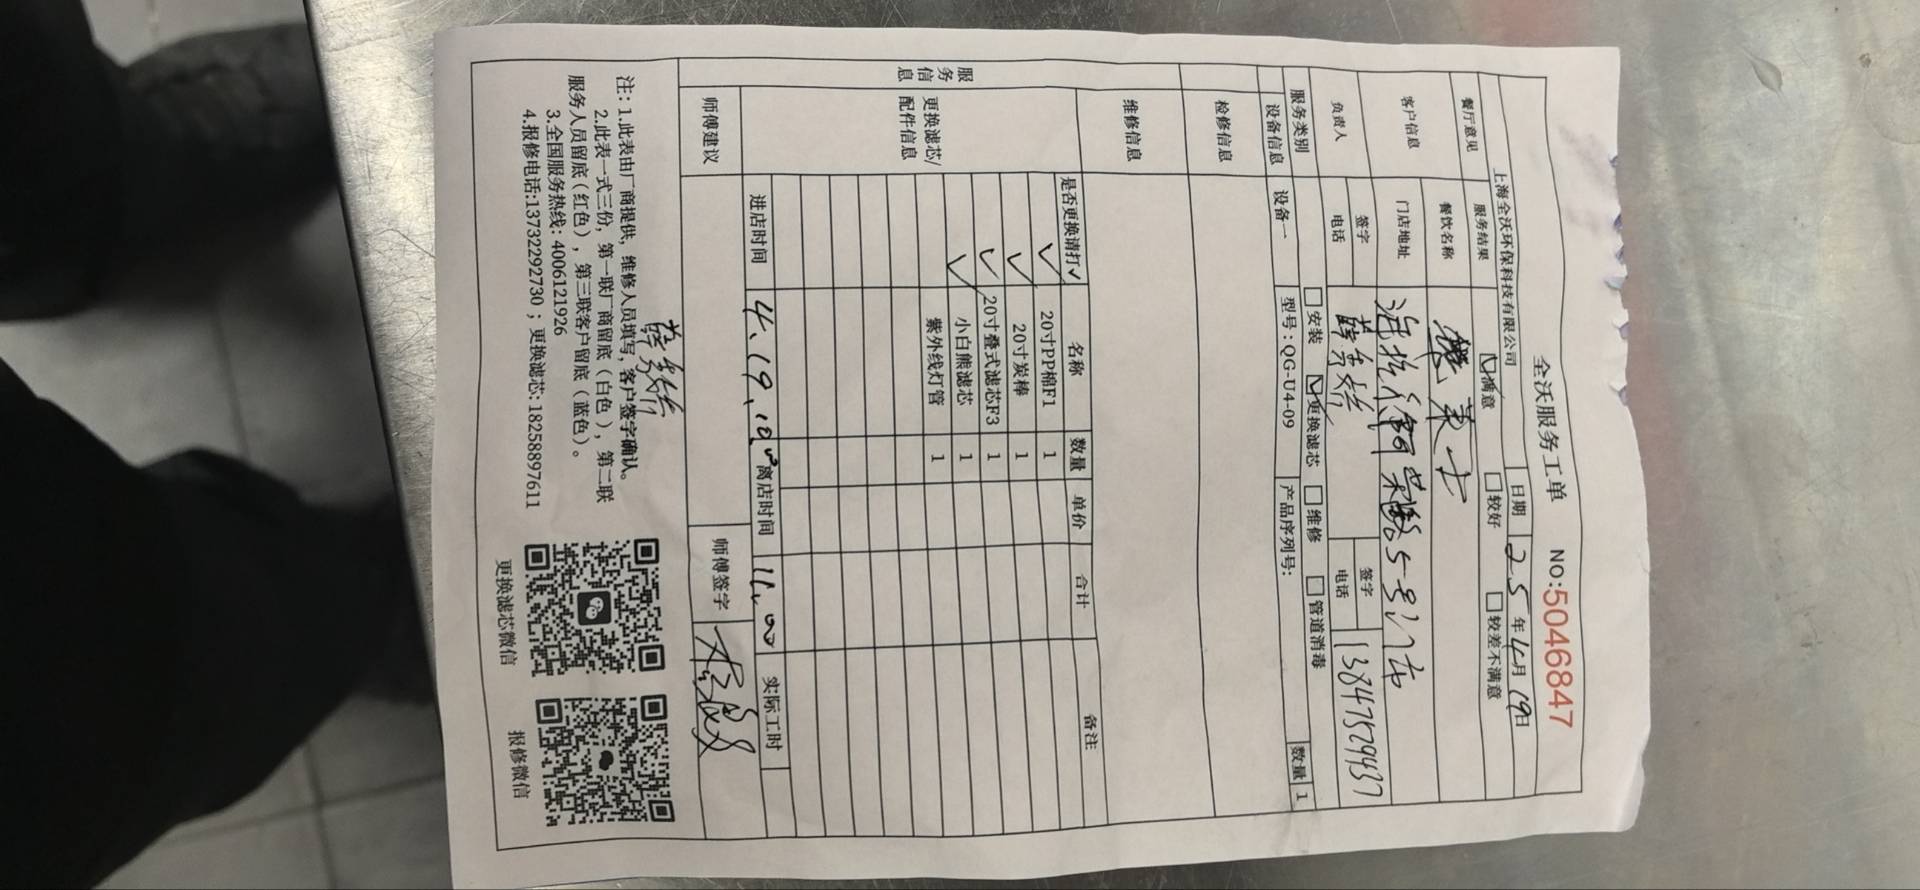 全沃服务工单 NO:5046847
上海全沃环保科技有限公司 日期 25年4月19日
餐厅意见 服务结果 ☑满意 □较好 □较差不满意
客户信息 餐饮名称
门店地址
负责人 签字 签字
电话 电话 13847829437
服务类别 □安装 ☑更换滤芯 □维修 □管道消毒
设备信息 设备一 型号：QG-U4-09 产品序列号： 数量 1
检修信息
维修信息
服务信息
更换滤芯/配件信息
是否更换请打✓ 名称 数量 单价 合计 备注
✓ 20寸PP棉F1 1
✓ 20寸炭棒 1
✓ 20寸叠式滤芯F3 1
✓ 小白熊滤芯 1
紫外线灯管 1
进店时间 4.19.10 离店时间 11.00 实际工时
师傅建议 师傅签字
注：1.此表由厂商提供，维修人员填写，客户签字确认。
2.此表一式三份，第一联厂商留底（白色），第二联
服务人员留底（红色），第三联客户留底（蓝色）。
3.全国服务热线：4006121926
4.报修电话:13732292730；更换滤芯: 18258897611
更换滤芯微信 报修微信